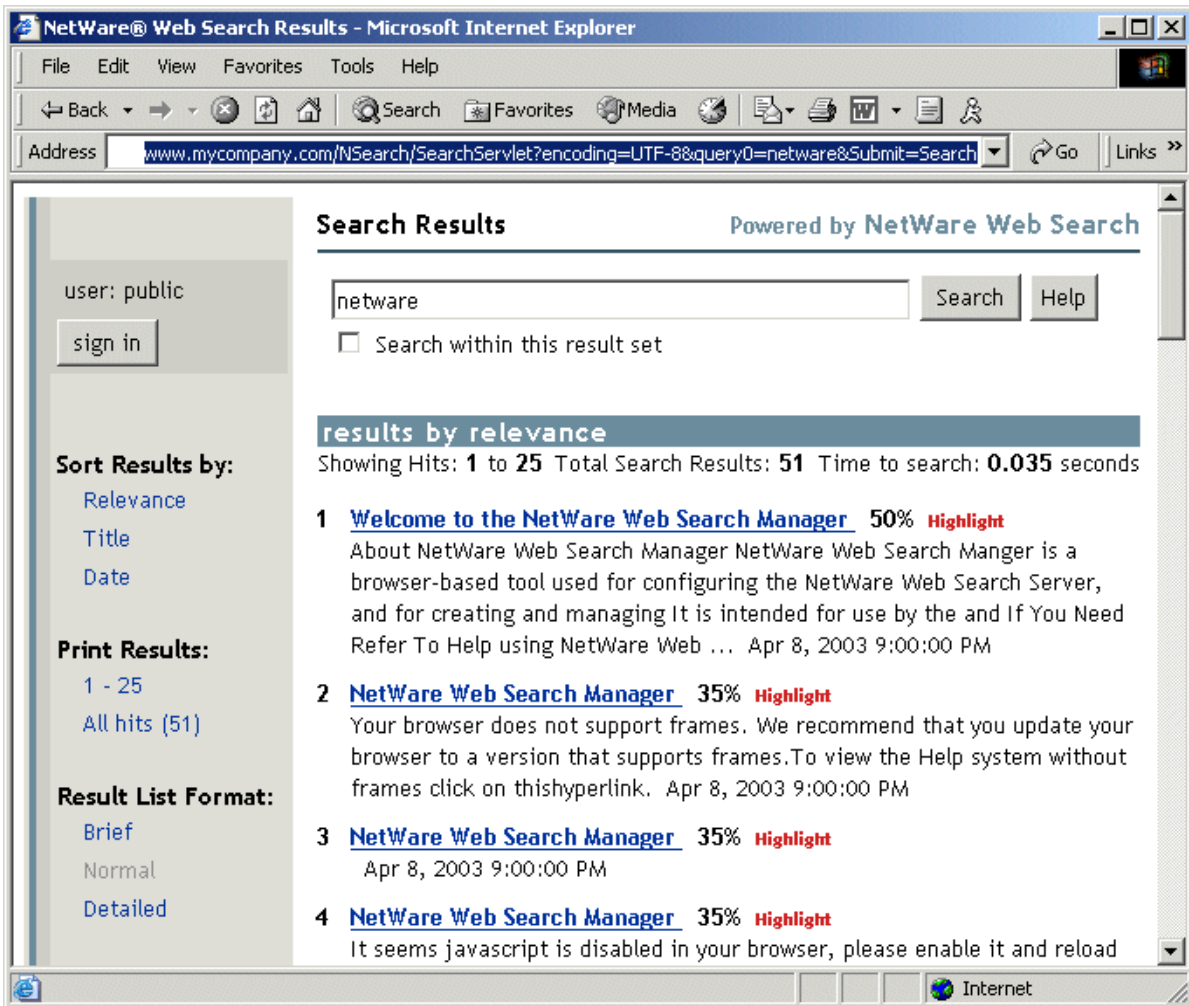 NetWare® Web Search Results - Microsoft Internet Explorer
File Edit View Favorites Tools Help
Back Search Favorites Media
Address www.mycompany.com/NSearch/SearchServlet?encoding=UTF-8&query0=netware&Submit=Search Go Links »
user: public
sign in
Sort Results by:
Relevance
Title
Date
Print Results:
1 - 25
All hits (51)
Result List Format:
Brief
Normal
Detailed
Search Results Powered by NetWare Web Search
netware Search Help
Search within this result set
results by relevance
Showing Hits: 1 to 25 Total Search Results: 51 Time to search: 0.035 seconds
1 Welcome to the NetWare Web Search Manager 50% Highlight
About NetWare Web Search Manager NetWare Web Search Manger is a
browser-based tool used for configuring the NetWare Web Search Server,
and for creating and managing It is intended for use by the and If You Need
Refer To Help using NetWare Web ... Apr 8, 2003 9:00:00 PM
2 NetWare Web Search Manager 35% Highlight
Your browser does not support frames. We recommend that you update your
browser to a version that supports frames.To view the Help system without
frames click on thishyperlink. Apr 8, 2003 9:00:00 PM
3 NetWare Web Search Manager 35% Highlight
Apr 8, 2003 9:00:00 PM
4 NetWare Web Search Manager 35% Highlight
It seems javascript is disabled in your browser, please enable it and reload
Internet